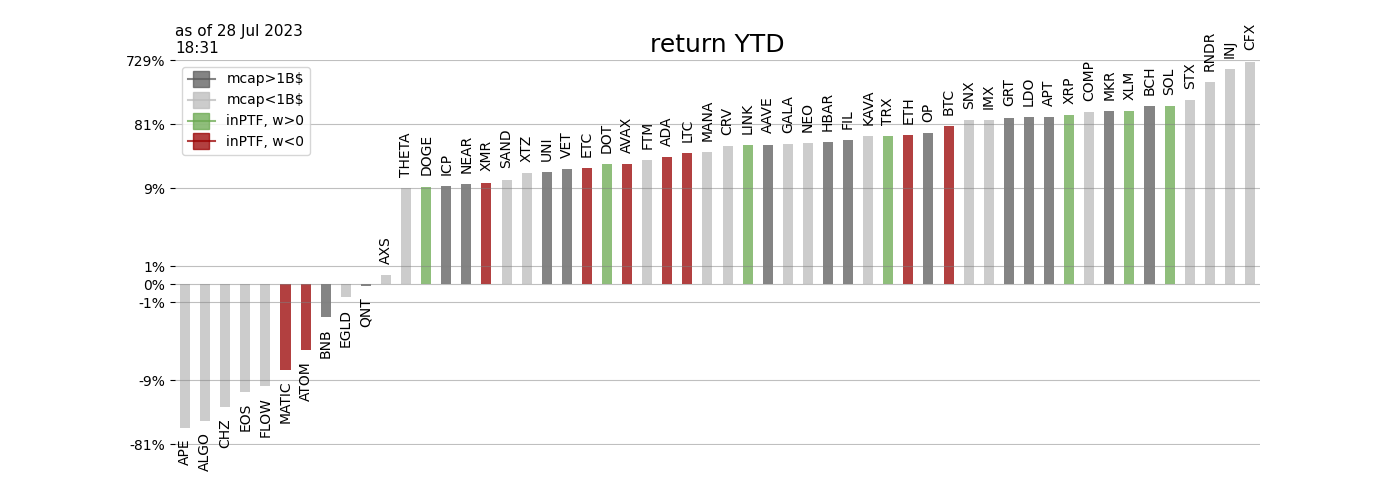 as of 28 Jul 2023
18:31
return YTD
729%
81%
9%
1%
0%
-1%
-9%
-81%
mcap>1B$
mcap<1B$
inPTF, w>0
inPTF, w<0
APE
ALGO
CHZ
EOS
FLOW
MATIC
ATOM
BNB
EGLD
QNT
AXS
THETA
DOGE
ICP
NEAR
XMR
SAND
XTZ
UNI
VET
ETC
DOT
AVAX
FTM
ADA
LTC
MANA
CRV
LINK
AAVE
GALA
NEO
HBAR
FIL
KAVA
TRX
ETH
OP
BTC
SNX
IMX
GRT
LDO
APT
XRP
COMP
MKR
XLM
BCH
SOL
STX
RNDR
INJ
CFX